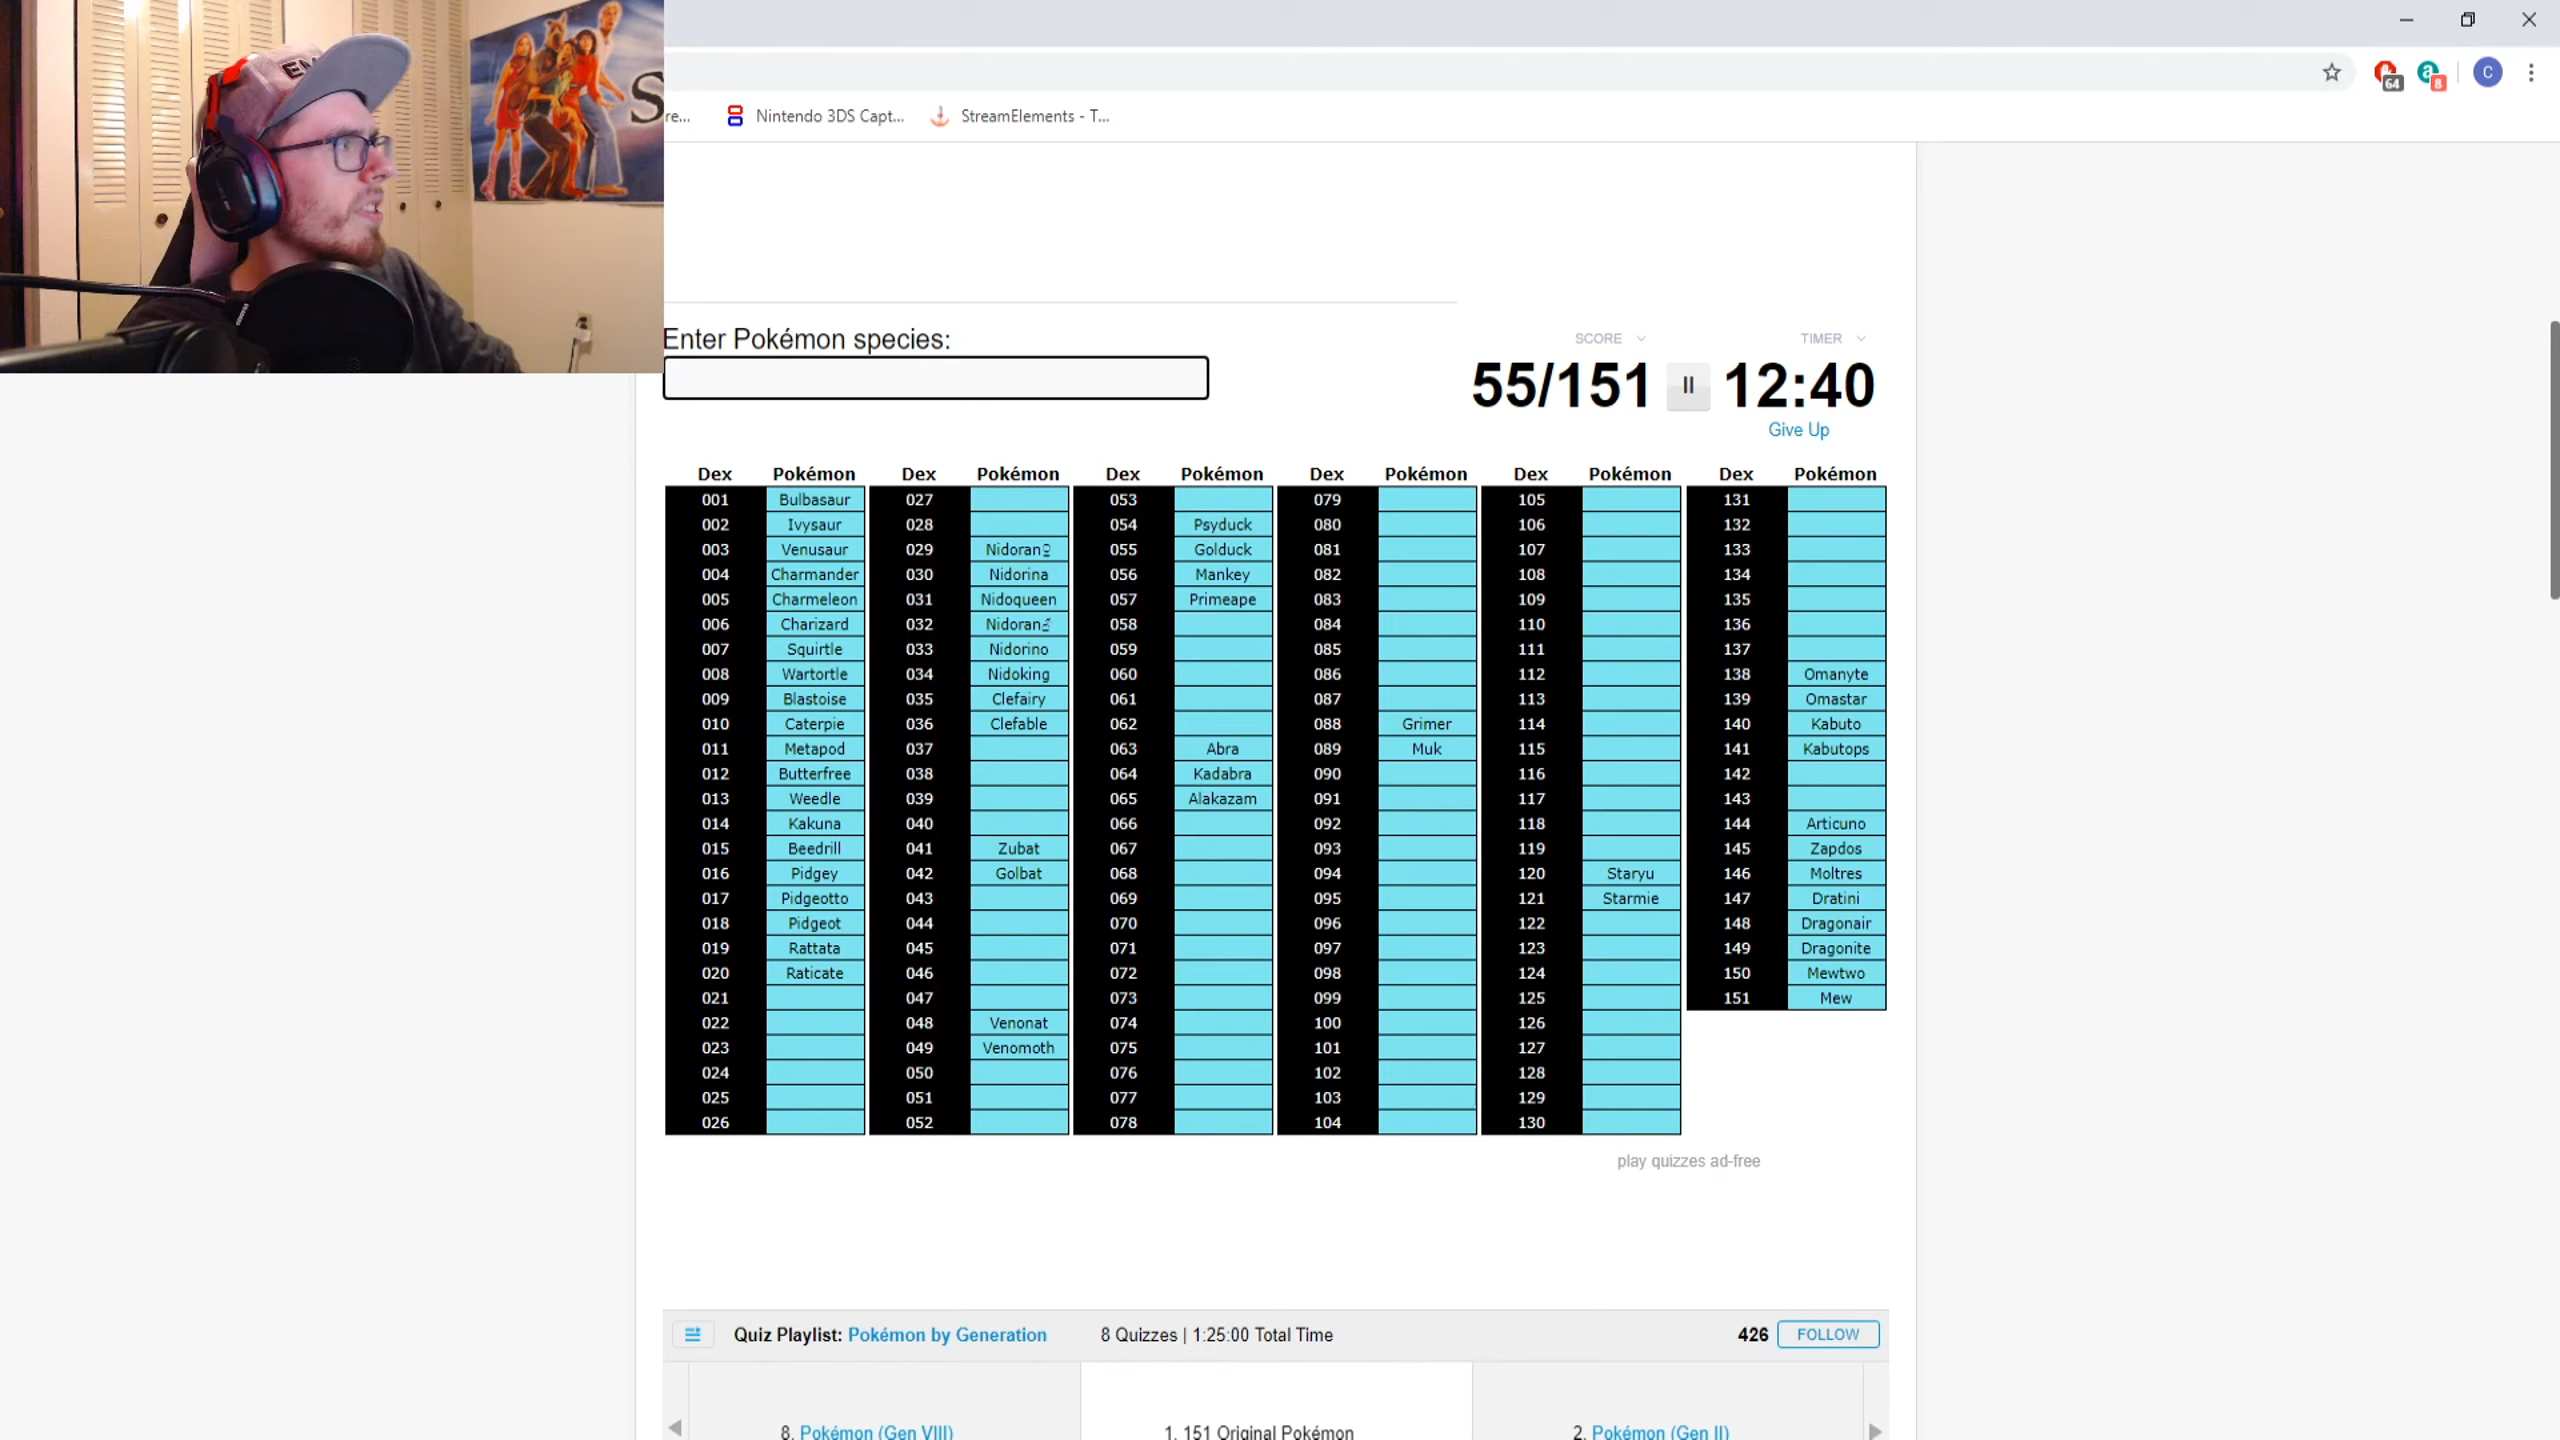 EN
S
re...
Nintendo 3DS Capt...
StreamElements - T...
64
8
C
Enter Pokémon species:
SCORE
TIMER
55/151
12:40
Give Up
Dex Pokémon Dex Pokémon Dex Pokémon Dex Pokémon Dex Pokémon Dex Pokémon
001 Bulbasaur 027 053 079 105 131
002 Ivysaur 028 054 Psyduck 080 106 132
003 Venusaur 029 Nidoran♀ 055 Golduck 081 107 133
004 Charmander 030 Nidorina 056 Mankey 082 108 134
005 Charmeleon 031 Nidoqueen 057 Primeape 083 109 135
006 Charizard 032 Nidoran♂ 058 084 110 136
007 Squirtle 033 Nidorino 059 085 111 137
008 Wartortle 034 Nidoking 060 086 112 138 Omanyte
009 Blastoise 035 Clefairy 061 087 113 139 Omastar
010 Caterpie 036 Clefable 062 088 Grimer 114 140 Kabuto
011 Metapod 037 063 Abra 089 Muk 115 141 Kabutops
012 Butterfree 038 064 Kadabra 090 116 142
013 Weedle 039 065 Alakazam 091 117 143
014 Kakuna 040 066 092 118 144 Articuno
015 Beedrill 041 Zubat 067 093 119 145 Zapdos
016 Pidgey 042 Golbat 068 094 120 Staryu 146 Moltres
017 Pidgeotto 043 069 095 121 Starmie 147 Dratini
018 Pidgeot 044 070 096 122 148 Dragonair
019 Rattata 045 071 097 123 149 Dragonite
020 Raticate 046 072 098 124 150 Mewtwo
021 047 073 099 125 151 Mew
022 048 Venonat 074 100 126
023 049 Venomoth 075 101 127
024 050 076 102 128
025 051 077 103 129
026 052 078 104 130
play quizzes ad-free
Quiz Playlist: Pokémon by Generation 8 Quizzes | 1:25:00 Total Time 426 FOLLOW
8. Pokémon (Gen VIII) 1. 151 Original Pokémon 2. Pokémon (Gen II)